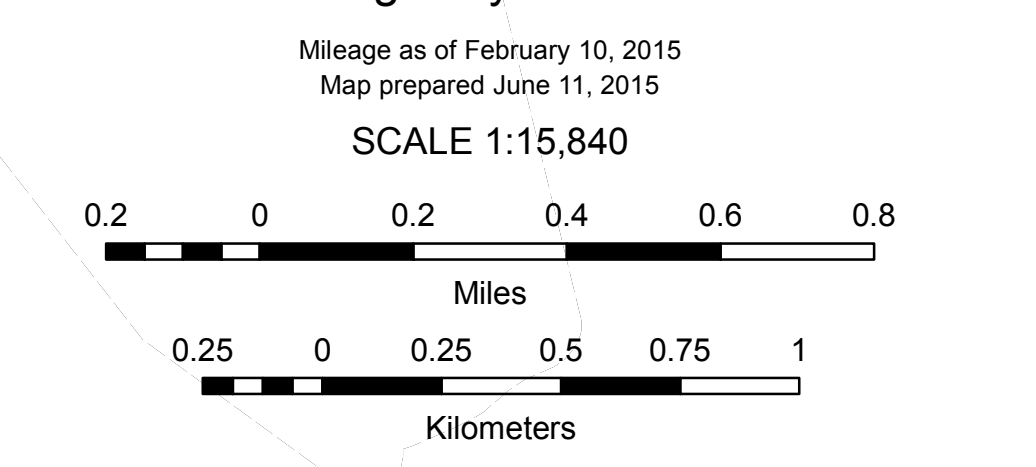 Mileage as of February 10, 2015
Map prepared June 11, 2015
SCALE 1:15,840
0.2 0 0.2 0.4 0.6 0.8
Miles
0.25 0 0.25 0.5 0.75 1
Kilometers